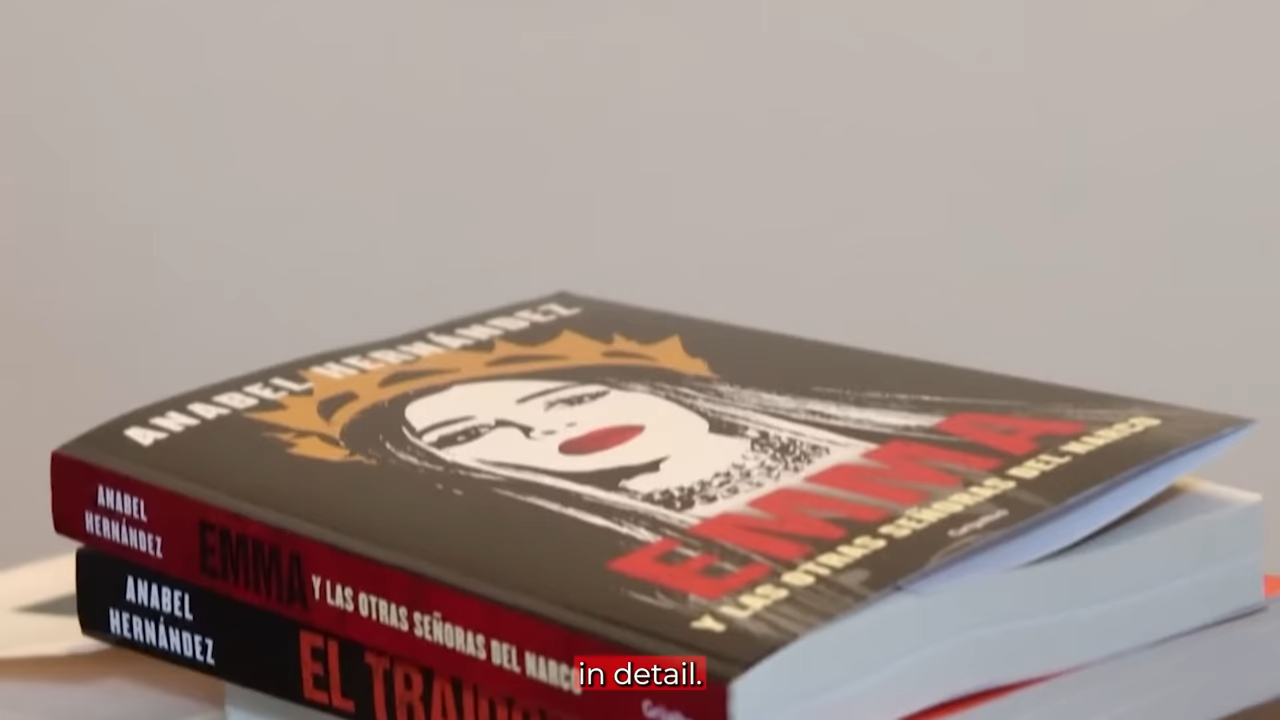 ANABEL HERNÁNDEZ
EMMA
Y LAS OTRAS SEÑORAS DEL NARCO
ANABEL
HERNÁNDEZ
EMMA Y LAS OTRAS SEÑORAS DEL NARCO
ANABEL
HERNÁNDEZ
EL
in detail.